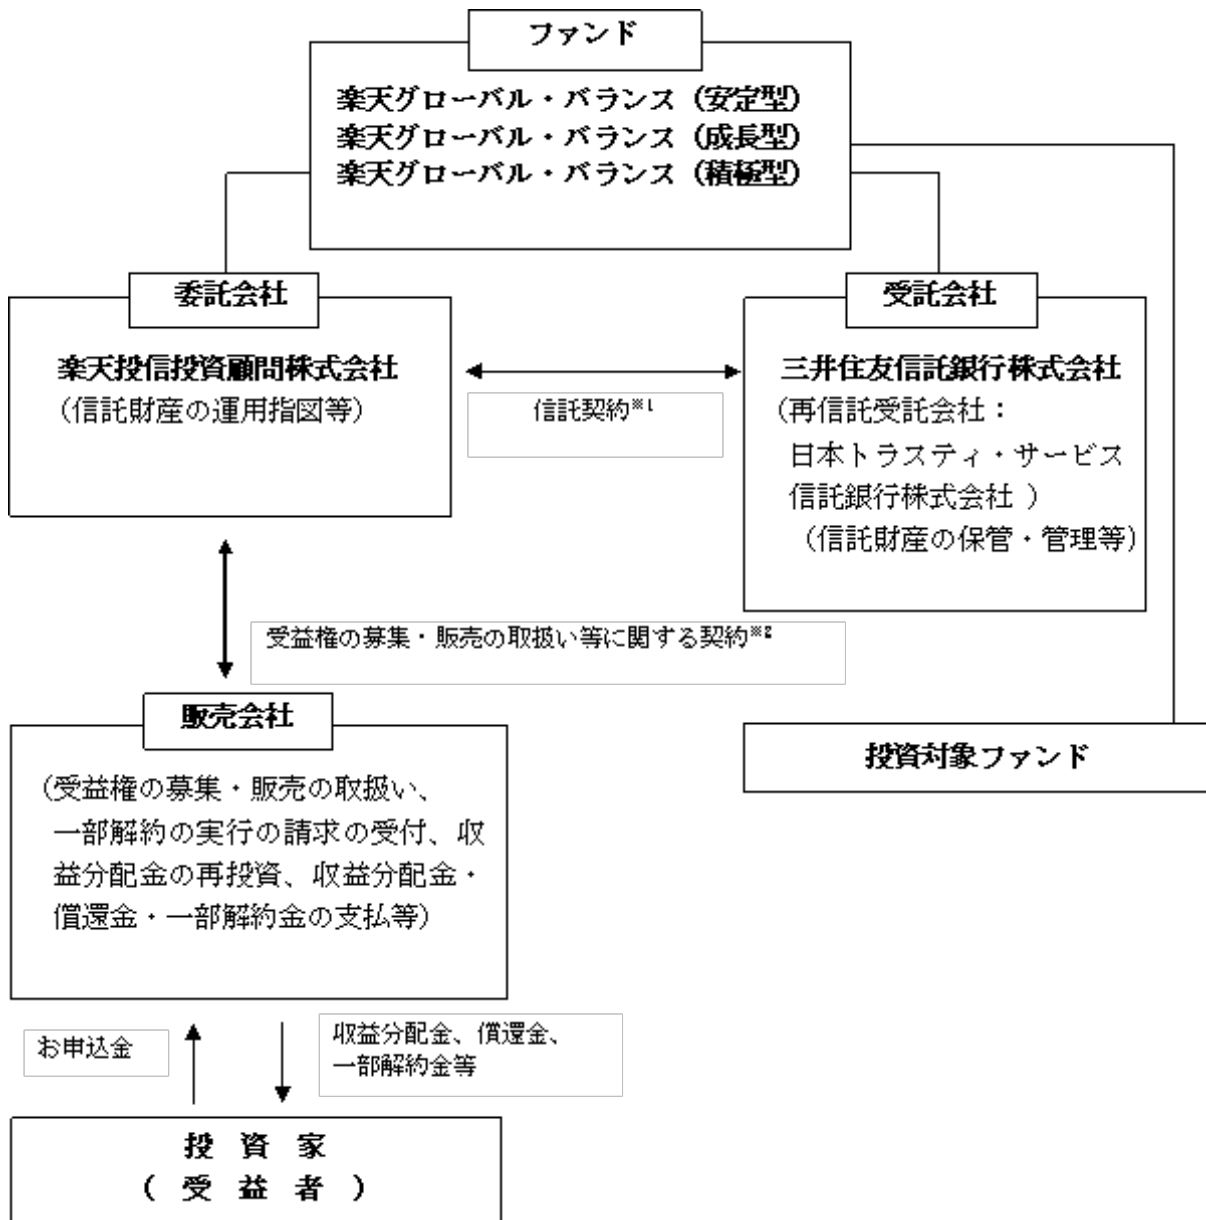 ファンド
楽天グローバル・バランス（安定型）
楽天グローバル・バランス（成長型）
楽天グローバル・バランス（積極型）
委託会社
楽天投信投資顧問株式会社
（信託財産の運用指図等）
信託契約※1
受託会社
三井住友信託銀行株式会社
（再信託受託会社：
日本トラスティ・サービス
信託銀行株式会社 ）
（信託財産の保管・管理等）
受益権の募集・販売の取扱い等に関する契約※2
販売会社
（受益権の募集・販売の取扱い、
一部解約の実行の請求の受付、収
益分配金の再投資、収益分配金・
償還金・一部解約金の支払等）
投資対象ファンド
お申込金
収益分配金、償還金、
一部解約金等
投 資 家
（ 受 益 者 ）